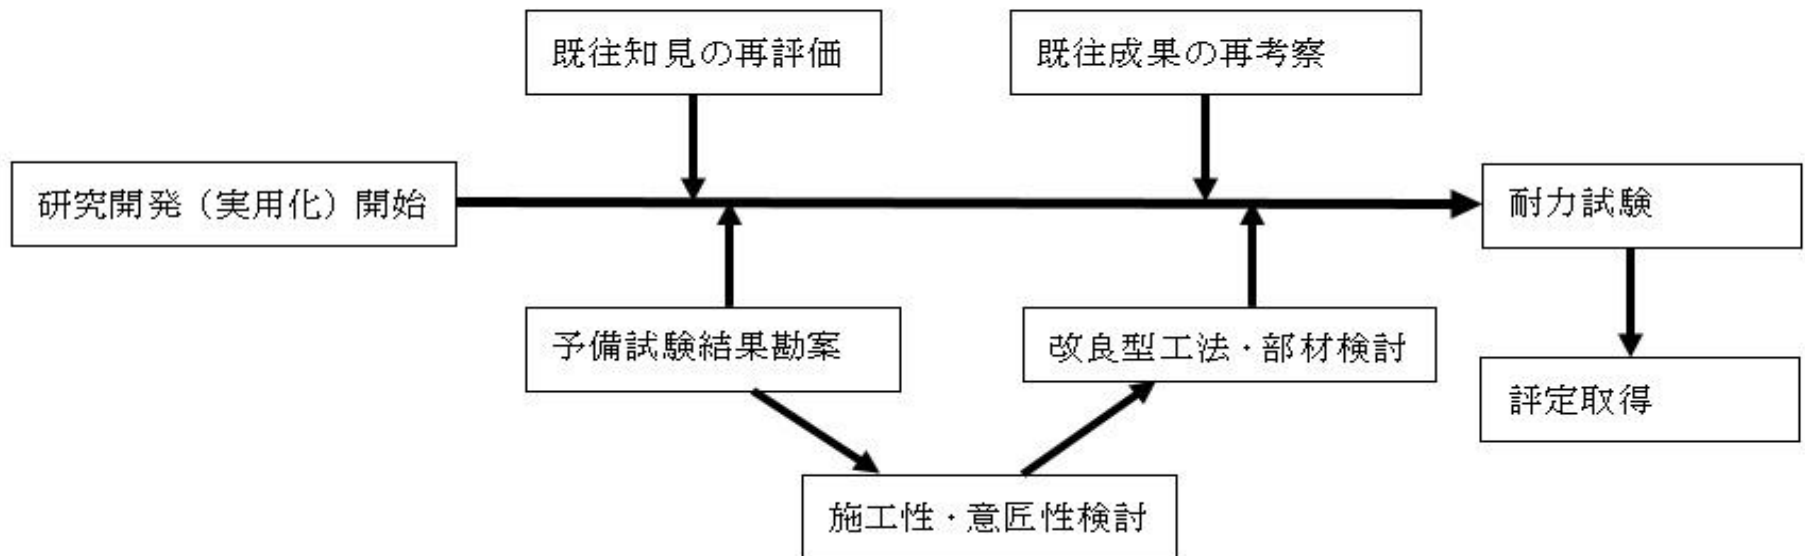 既往知見の再評価
既往成果の再考察
研究開発（実用化）開始
耐力試験
予備試験結果勘案
改良型工法・部材検討
評定取得
施工性・意匠性検討